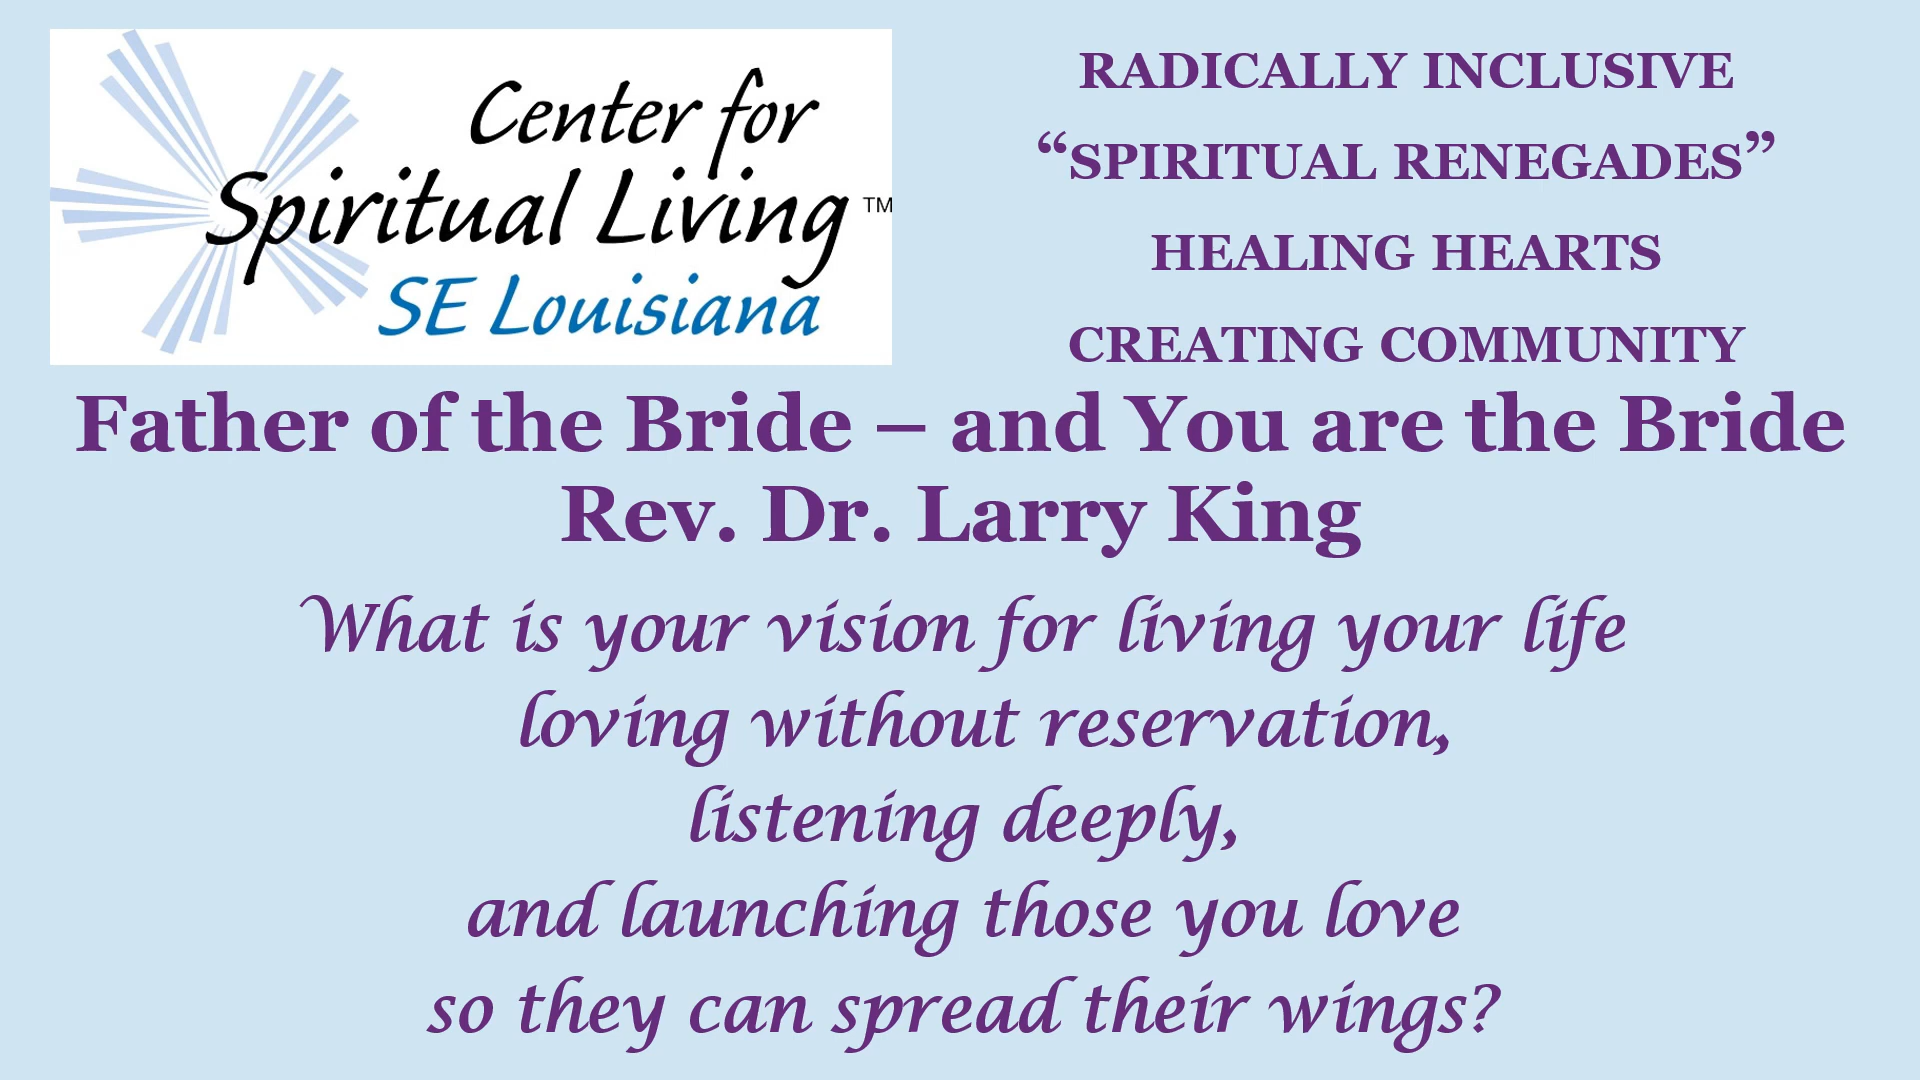 Center for
Spiritual Living ™
SE Louisiana
RADICALLY INCLUSIVE
“SPIRITUAL RENEGADES”
HEALING HEARTS
CREATING COMMUNITY
Father of the Bride – and You are the Bride
Rev. Dr. Larry King
What is your vision for living your life
loving without reservation,
listening deeply,
and launching those you love
so they can spread their wings?